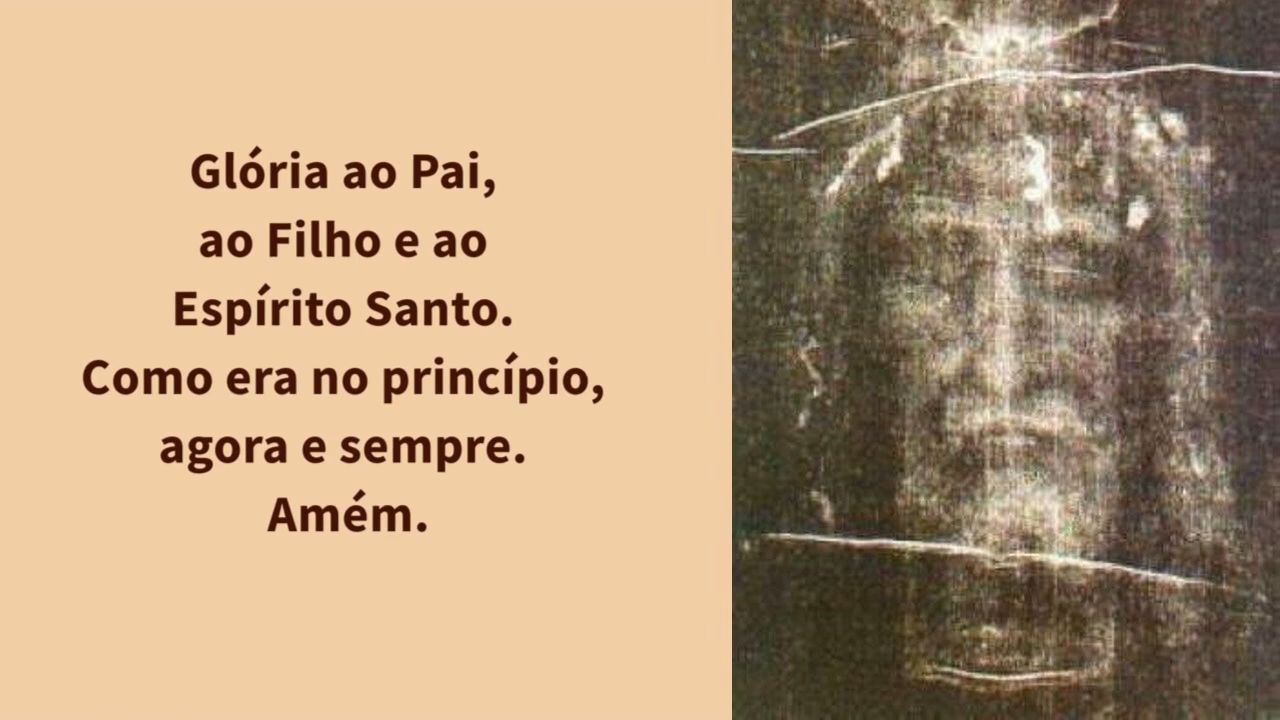 Glória ao Pai,
ao Filho e ao
Espírito Santo.
Como era no princípio,
agora e sempre.
Amém.